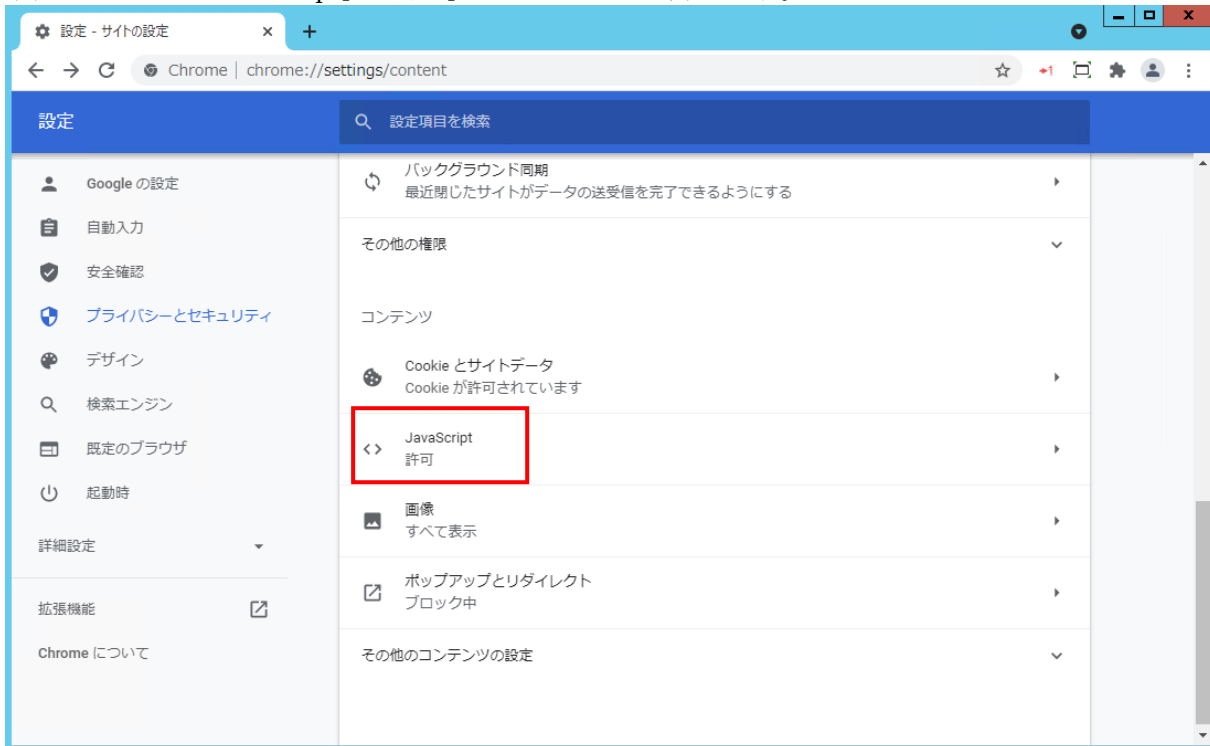 設定 - サイトの設定
Chrome | chrome://settings/content
設定
設定項目を検索
Google の設定
自動入力
安全確認
プライバシーとセキュリティ
デザイン
検索エンジン
既定のブラウザ
起動時
詳細設定
拡張機能
Chrome について
バックグラウンド同期
最近閉じたサイトがデータの送受信を完了できるようにする
その他の権限
コンテンツ
Cookie とサイトデータ
Cookie が許可されています
JavaScript
許可
画像
すべて表示
ポップアップとリダイレクト
ブロック中
その他のコンテンツの設定